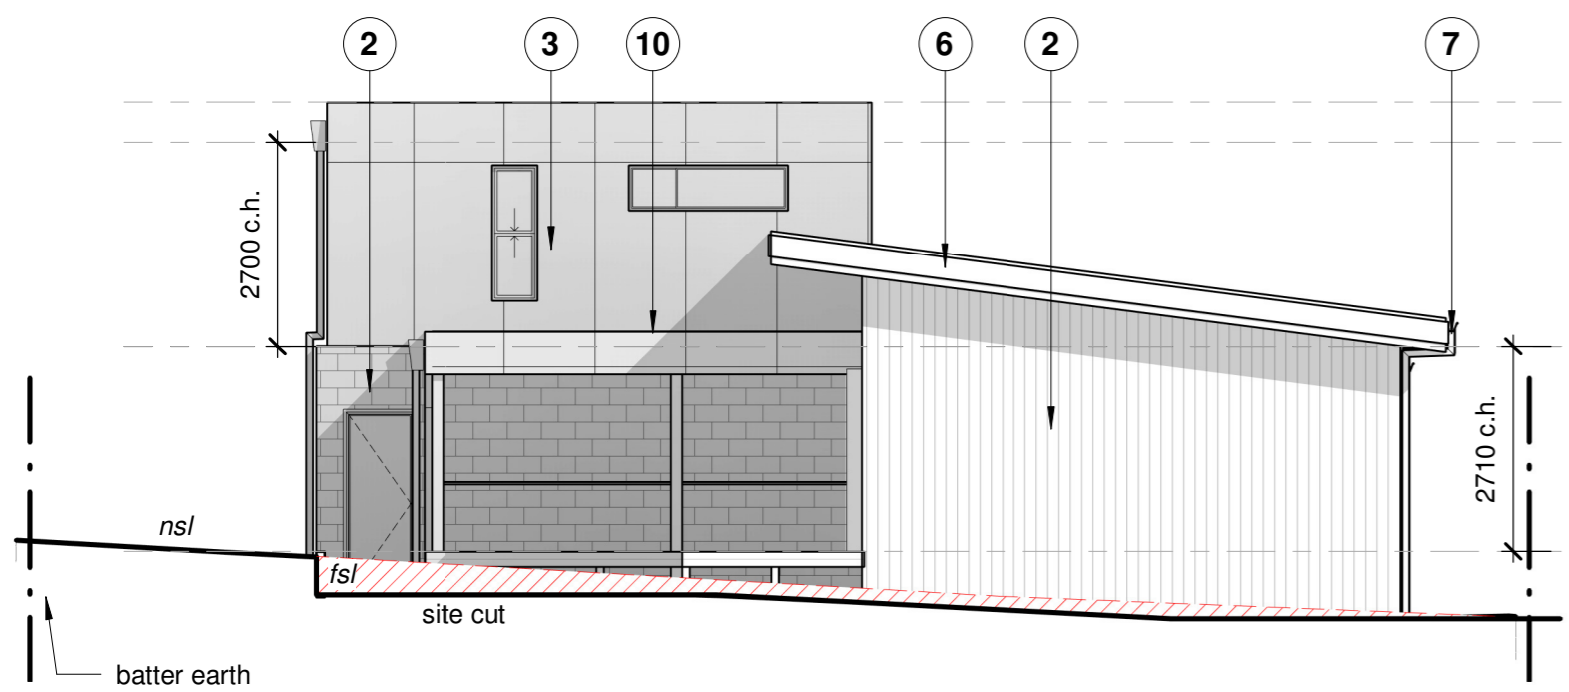 2
3
10
6
2
7
2700 c.h.
2710 c.h.
nsl
fsl
site cut
batter earth